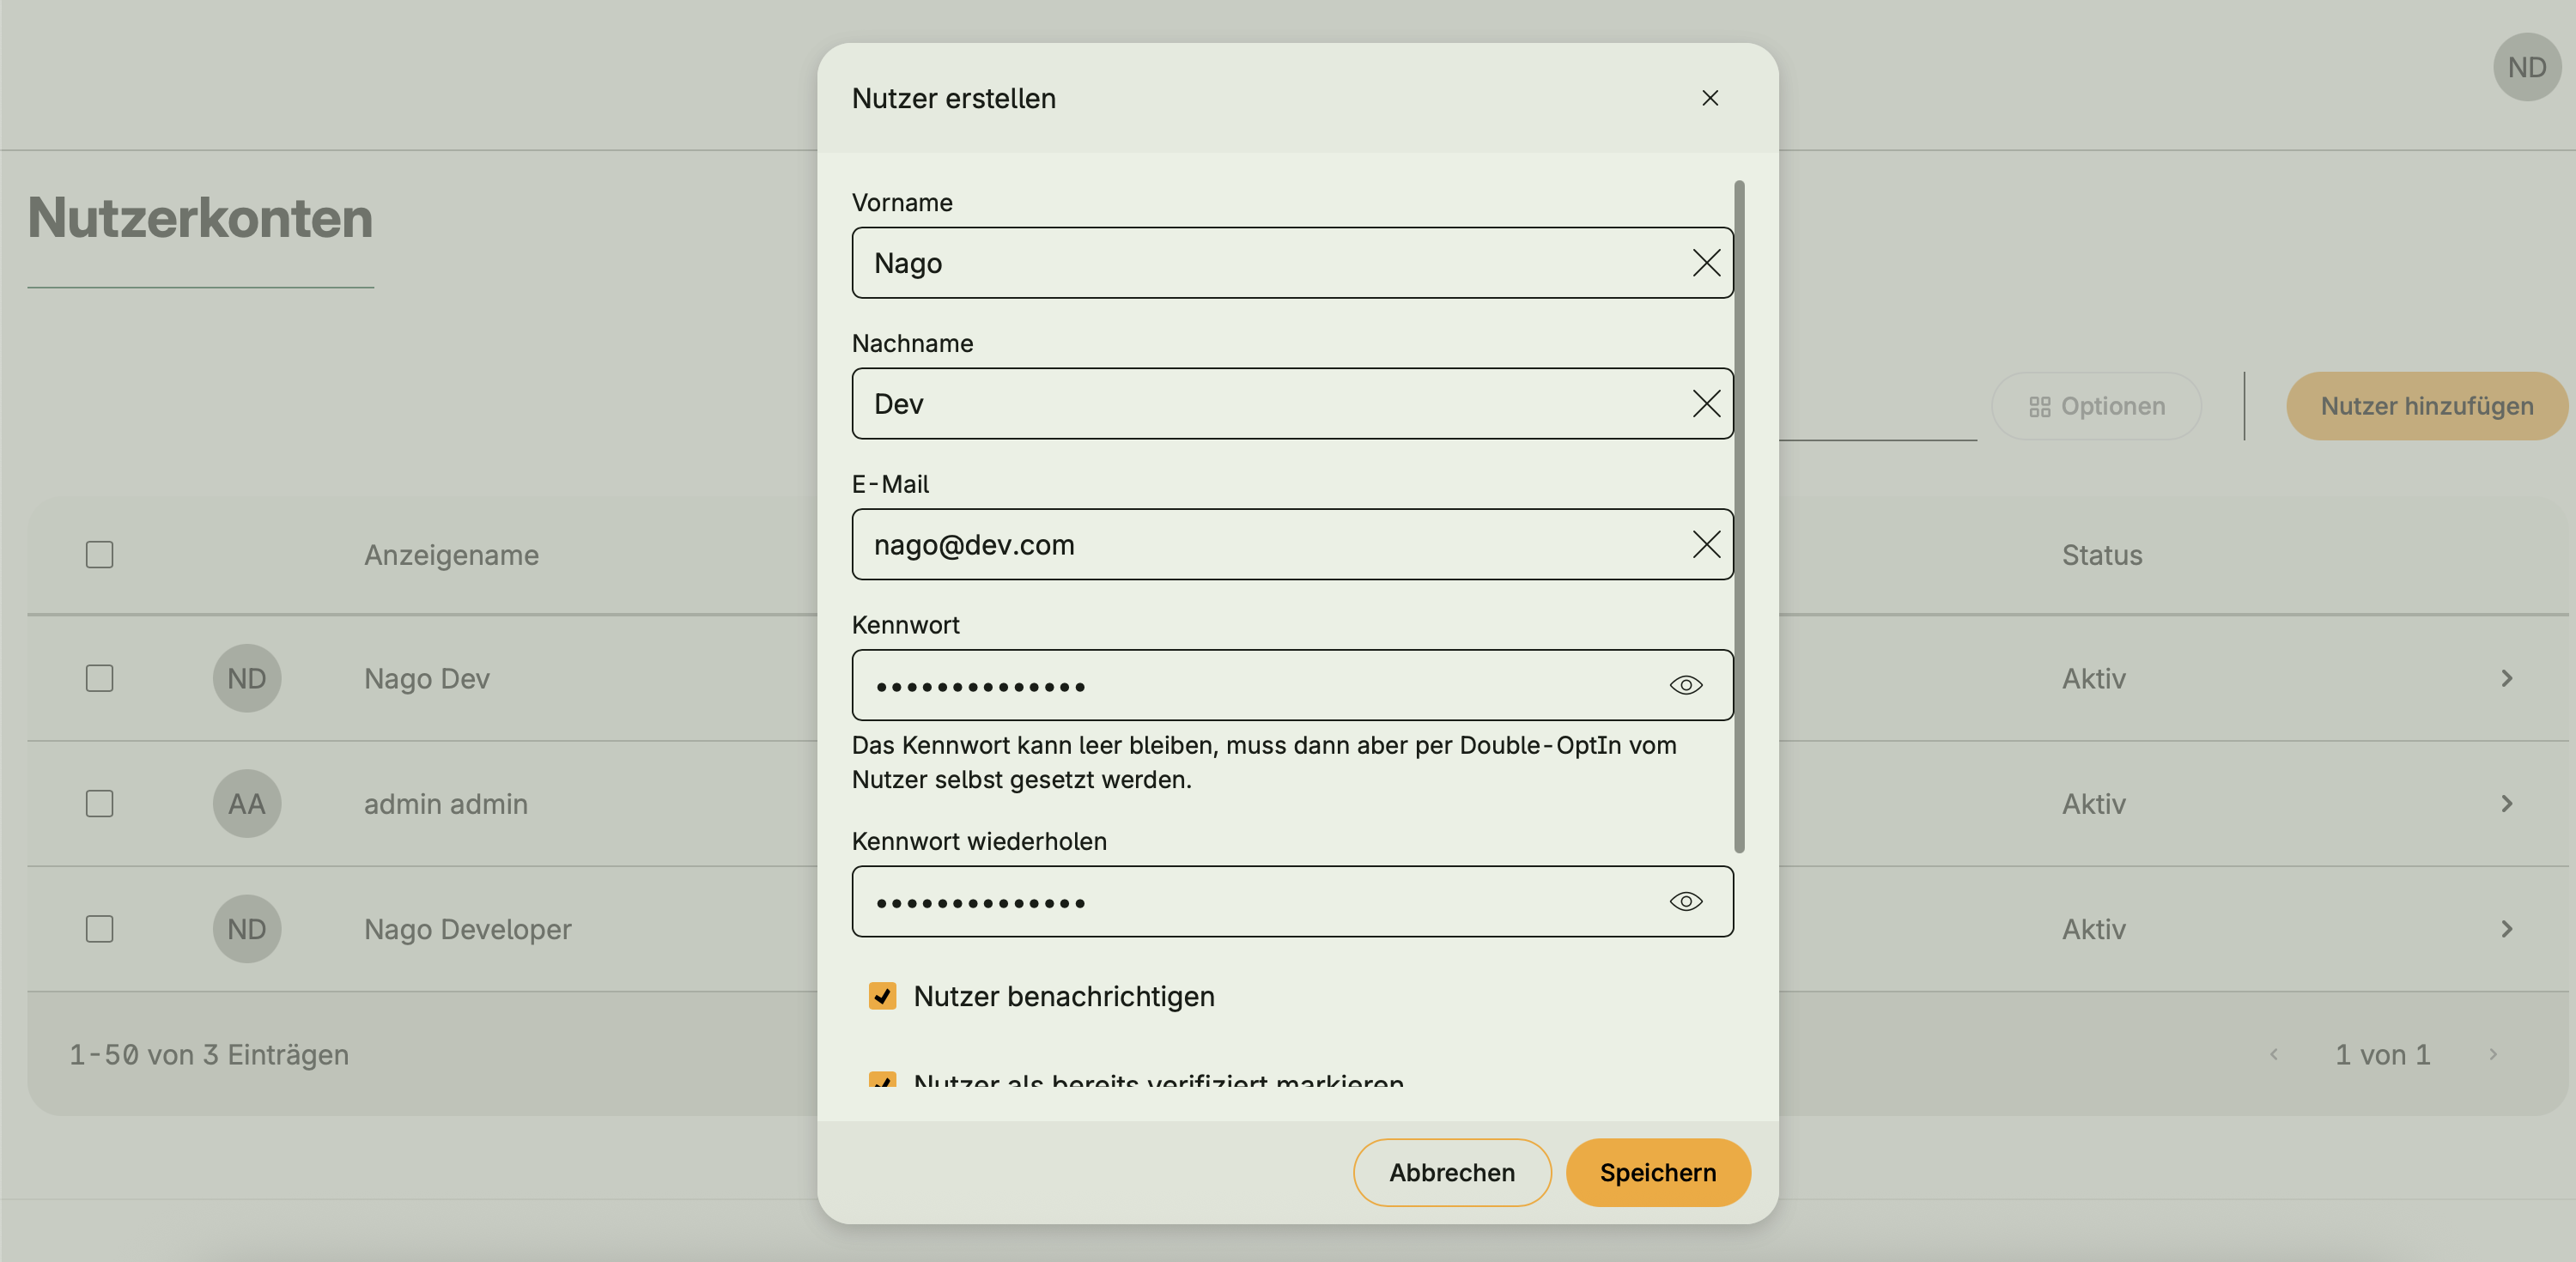 ND
Nutzer erstellen
Nutzerkonten
Vorname
Nago
Nachname
Dev
E-Mail
nago@dev.com
Kennwort
••••••••••••••
Das Kennwort kann leer bleiben, muss dann aber per Double-OptIn vom
Nutzer selbst gesetzt werden.
Kennwort wiederholen
••••••••••••••
Nutzer benachrichtigen
Nutzer als bereits verifiziert markieren
Abbrechen
Speichern
Optionen
Nutzer hinzufügen
Anzeigename
Status
ND
Nago Dev
Aktiv
AA
admin admin
Aktiv
ND
Nago Developer
Aktiv
1-50 von 3 Einträgen
1 von 1